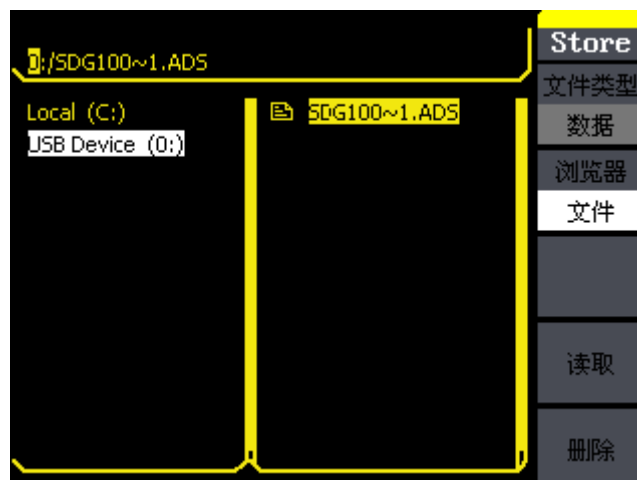 0:/SDG100~1.ADS
Local (C:)
USB Device (0:)
SDG100~1.ADS
Store
文件类型
数据
浏览器
文件
读取
删除